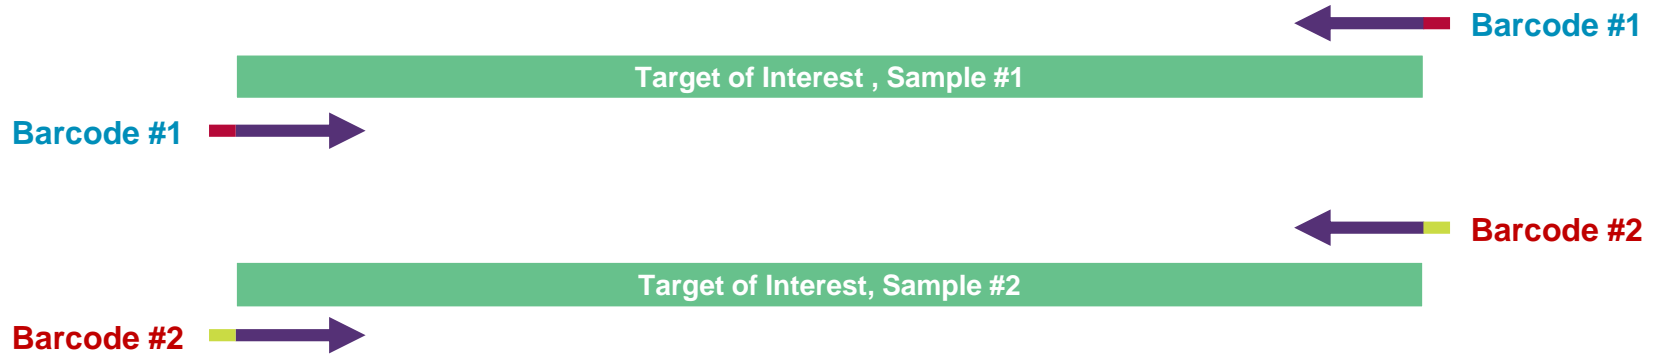 Barcode #1
Target of Interest , Sample #1
Barcode #1
Barcode #2
Target of Interest, Sample #2
Barcode #2